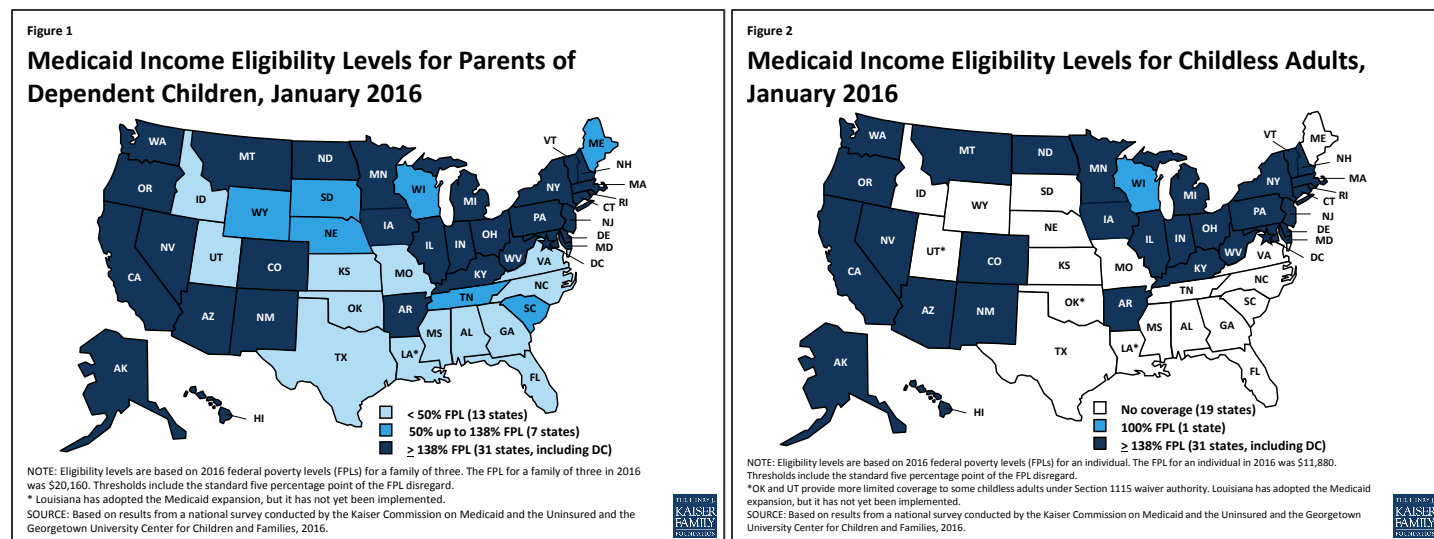 Figure 1
Medicaid Income Eligibility Levels for Parents of
Dependent Children, January 2016
WA
OR
CA
NV
ID
MT
WY
UT
AZ
CO
NM
ND
SD
NE
KS
OK
TX
MN
IA
MO
AR
LA*
WI
IL
MI
IN
OH
KY
TN
MS
AL
GA
FL
SC
NC
VA
WV
PA
NY
VT
ME
NH
MA
RI
CT
NJ
DE
MD
DC
AK
HI
< 50% FPL (13 states)
50% up to 138% FPL (7 states)
> 138% FPL (31 states, including DC)
NOTE: Eligibility levels are based on 2016 federal poverty levels (FPLs) for a family of three. The FPL for a family of three in 2016
was $20,160. Thresholds include the standard five percentage point of the FPL disregard.
* Louisiana has adopted the Medicaid expansion, but it has not yet been implemented.
SOURCE: Based on results from a national survey conducted by the Kaiser Commission on Medicaid and the Uninsured and the
Georgetown University Center for Children and Families, 2016.
THE HENRY J.
KAISER
FAMILY
FOUNDATION
Figure 2
Medicaid Income Eligibility Levels for Childless Adults,
January 2016
WA
OR
CA
NV
ID
MT
WY
UT*
AZ
CO
NM
ND
SD
NE
KS
OK*
TX
MN
IA
MO
AR
LA*
WI
IL
MI
IN
OH
KY
TN
MS
AL
GA
FL
SC
NC
VA
WV
PA
NY
VT
ME
NH
MA
RI
CT
NJ
DE
MD
DC
AK
HI
No coverage (19 states)
100% FPL (1 state)
> 138% FPL (31 states, including DC)
NOTE: Eligibility levels are based on 2016 federal poverty levels (FPLs) for an individual. The FPL for an individual in 2016 was $11,880.
Thresholds include the standard five percentage point of the FPL disregard.
*OK and UT provide more limited coverage to some childless adults under Section 1115 waiver authority. Louisiana has adopted the Medicaid
expansion, but it has not yet been implemented.
SOURCE: Based on results from a national survey conducted by the Kaiser Commission on Medicaid and the Uninsured and the Georgetown
University Center for Children and Families, 2016.
THE HENRY J.
KAISER
FAMILY
FOUNDATION